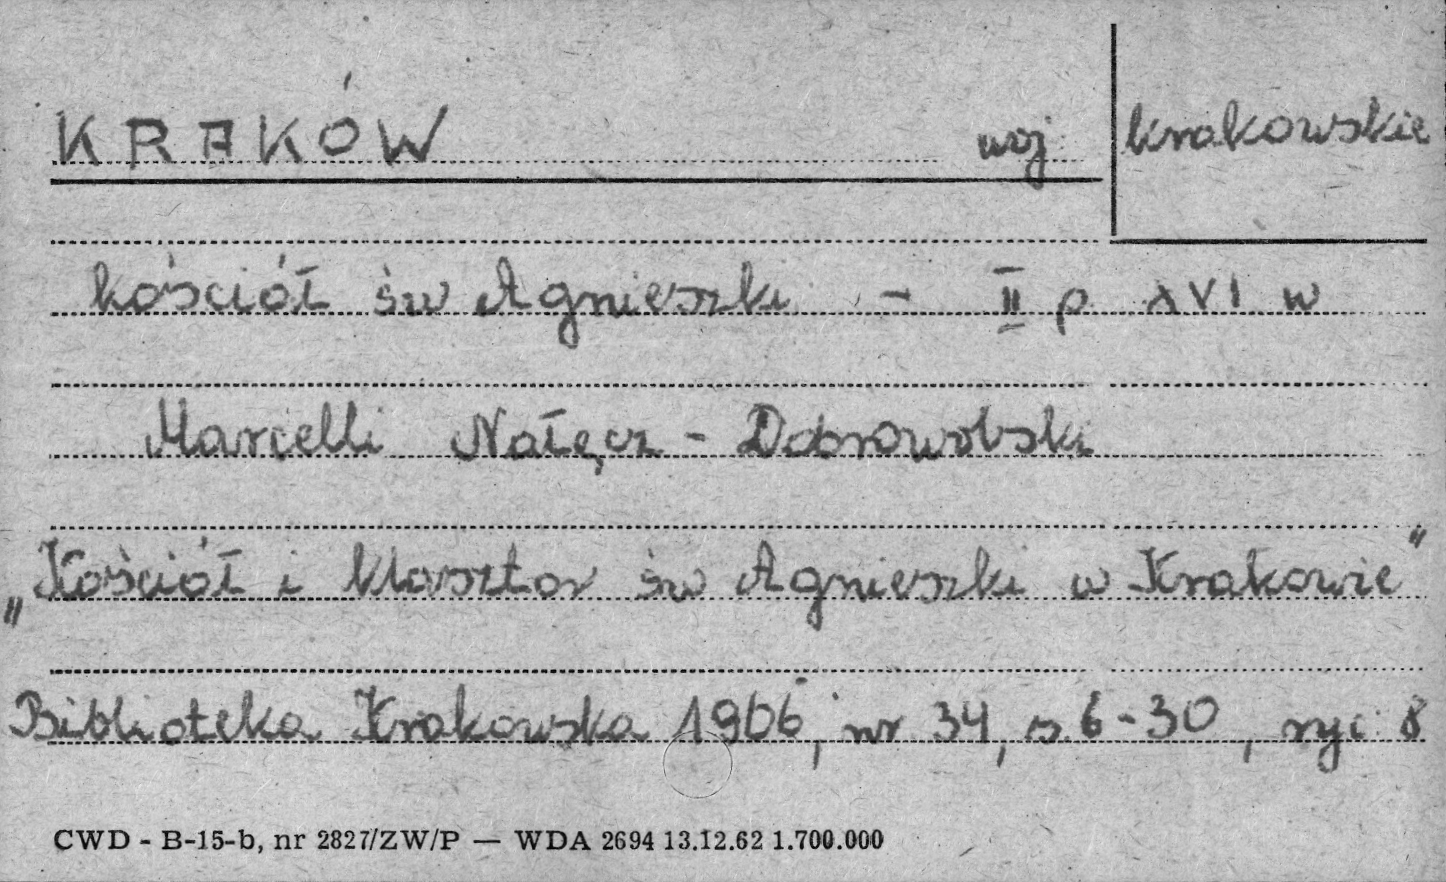 KRAKÓW woj. krakowskie
kościół św Agnieszki - II p XVI w
Marcelli Nałęcz - Dobrowolski
„Kościół i klasztor św Agnieszki w Krakowie"
Biblioteka Krakowska 1906, nr 34, s. 6-30, ryc. 8
CWD - B-15-b, nr 2827/ZW/P — WDA 2694 13.12.62 1.700.000